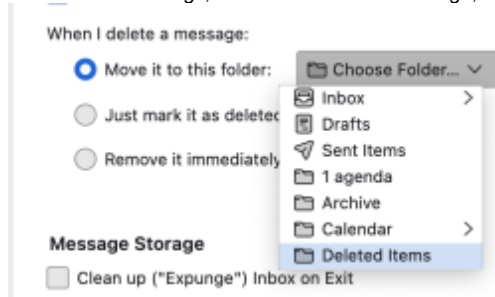 When I delete a message:
Move it to this folder:
Choose Folder...
Just mark it as deleted
Remove it immediately
Inbox
Drafts
Sent Items
1 agenda
Archive
Calendar
Deleted Items
Message Storage
Clean up ("Expunge") Inbox on Exit